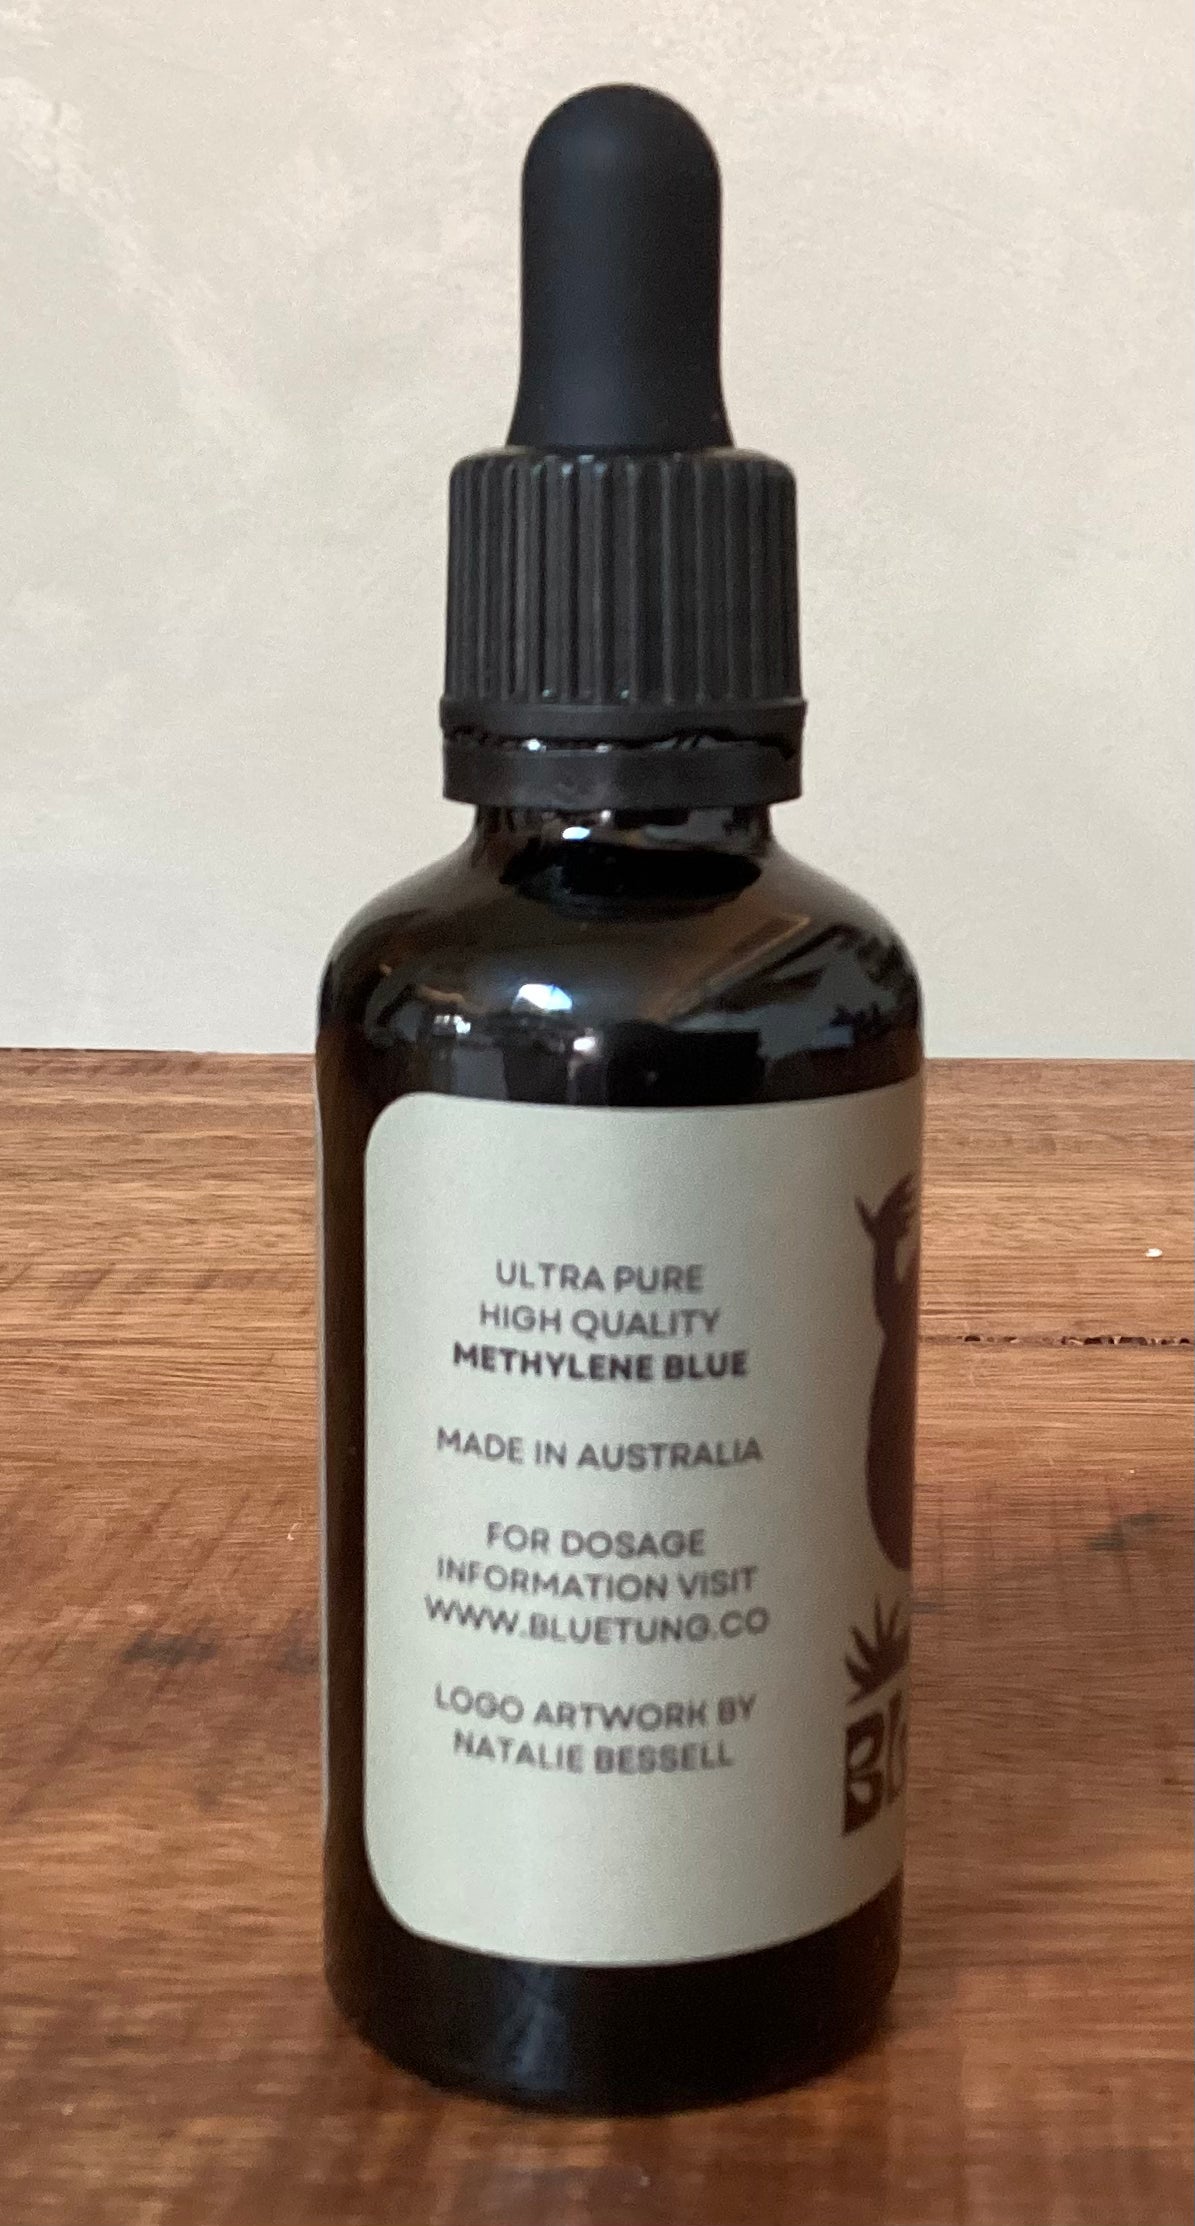 ULTRA PURE
HIGH QUALITY
METHYLENE BLUE
MADE IN AUSTRALIA
FOR DOSAGE
INFORMATION VISIT
WWW.BLUETUNG.CO
LOGO ARTWORK BY
NATALIE BESSELL